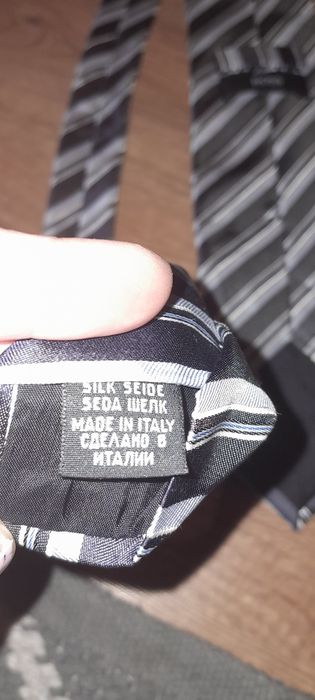 SILK SEIDE
SEDA ШЕЛК
MADE IN ITALY
СДЕЛАНО В
ИТАЛИИ